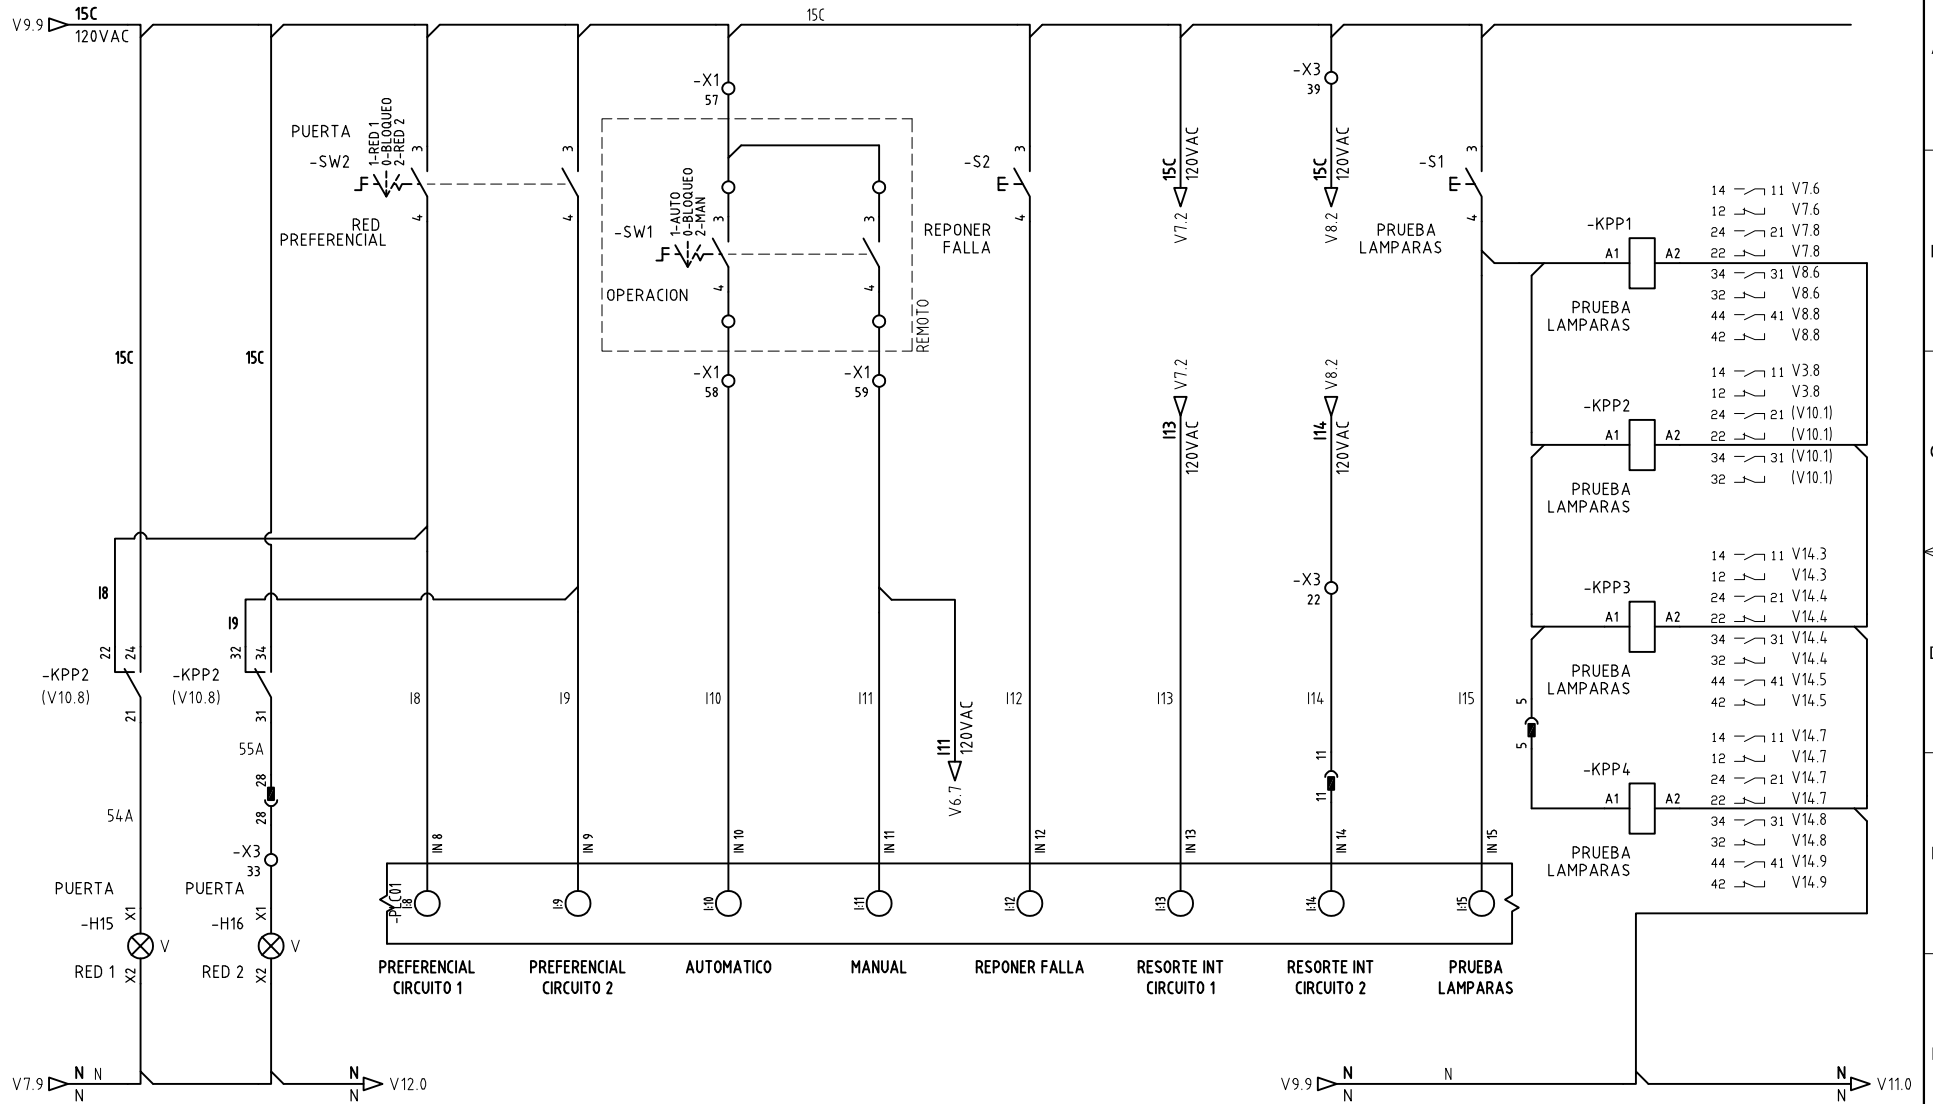 V9.9
15C
120VAC
15C
-X1
57
-X3
39
PUERTA
-SW2
1-RED 1
0-BLOQUEO
2-RED 2
3
4
RED
PREFERENCIAL
3
4
-SW1
1-AUTO
0-BLOQUEO
2-MAN
3
4
OPERACION
3
4
REMOTO
-X1
58
-X1
59
-S2
3
4
REPONER
FALLA
15C
120VAC
V7.2
15C
120VAC
V8.2
-S1
3
4
PRUEBA
LAMPARAS
V7.2
I13
120VAC
V8.2
I14
120VAC
-X3
22
-KPP1
A1
A2
PRUEBA
LAMPARAS
14 11 V7.6
12 V7.6
24 21 V7.8
22 V7.8
34 31 V8.6
32 V8.6
44 41 V8.8
42 V8.8
-KPP2
A1
A2
PRUEBA
LAMPARAS
14 11 V3.8
12 V3.8
24 21 (V10.1)
22 (V10.1)
34 31 (V10.1)
32 (V10.1)
-KPP3
A1
A2
PRUEBA
LAMPARAS
14 11 V14.3
12 V14.3
24 21 V14.4
22 V14.4
34 31 V14.4
32 V14.4
44 41 V14.5
42 V14.5
5
5
-KPP4
A1
A2
PRUEBA
LAMPARAS
14 11 V14.7
12 V14.7
24 21 V14.7
22 V14.7
34 31 V14.8
32 V14.8
44 41 V14.9
42 V14.9
15C
15C
I8
I9
22
24
-KPP2
(V10.8)
21
32
34
-KPP2
(V10.8)
31
54A
55A
28
28
-X3
33
I8
I9
I10
I11
I11
120VAC
V6.7
I12
I13
I14
11
11
I15
IN 8
IN 9
IN 10
IN 11
IN 12
IN 13
IN 14
IN 15
-PLC01
I:8
I:9
I:10
I:11
I:12
I:13
I:14
I:15
PUERTA
-H15
X1
V
RED 1
X2
PUERTA
-H16
X1
V
RED 2
X2
PREFERENCIAL
CIRCUITO 1
PREFERENCIAL
CIRCUITO 2
AUTOMATICO
MANUAL
REPONER FALLA
RESORTE INT
CIRCUITO 1
RESORTE INT
CIRCUITO 2
PRUEBA
LAMPARAS
V7.9
N
N
N
N
N
V12.0
V9.9
N
N
N
N
N
V11.0